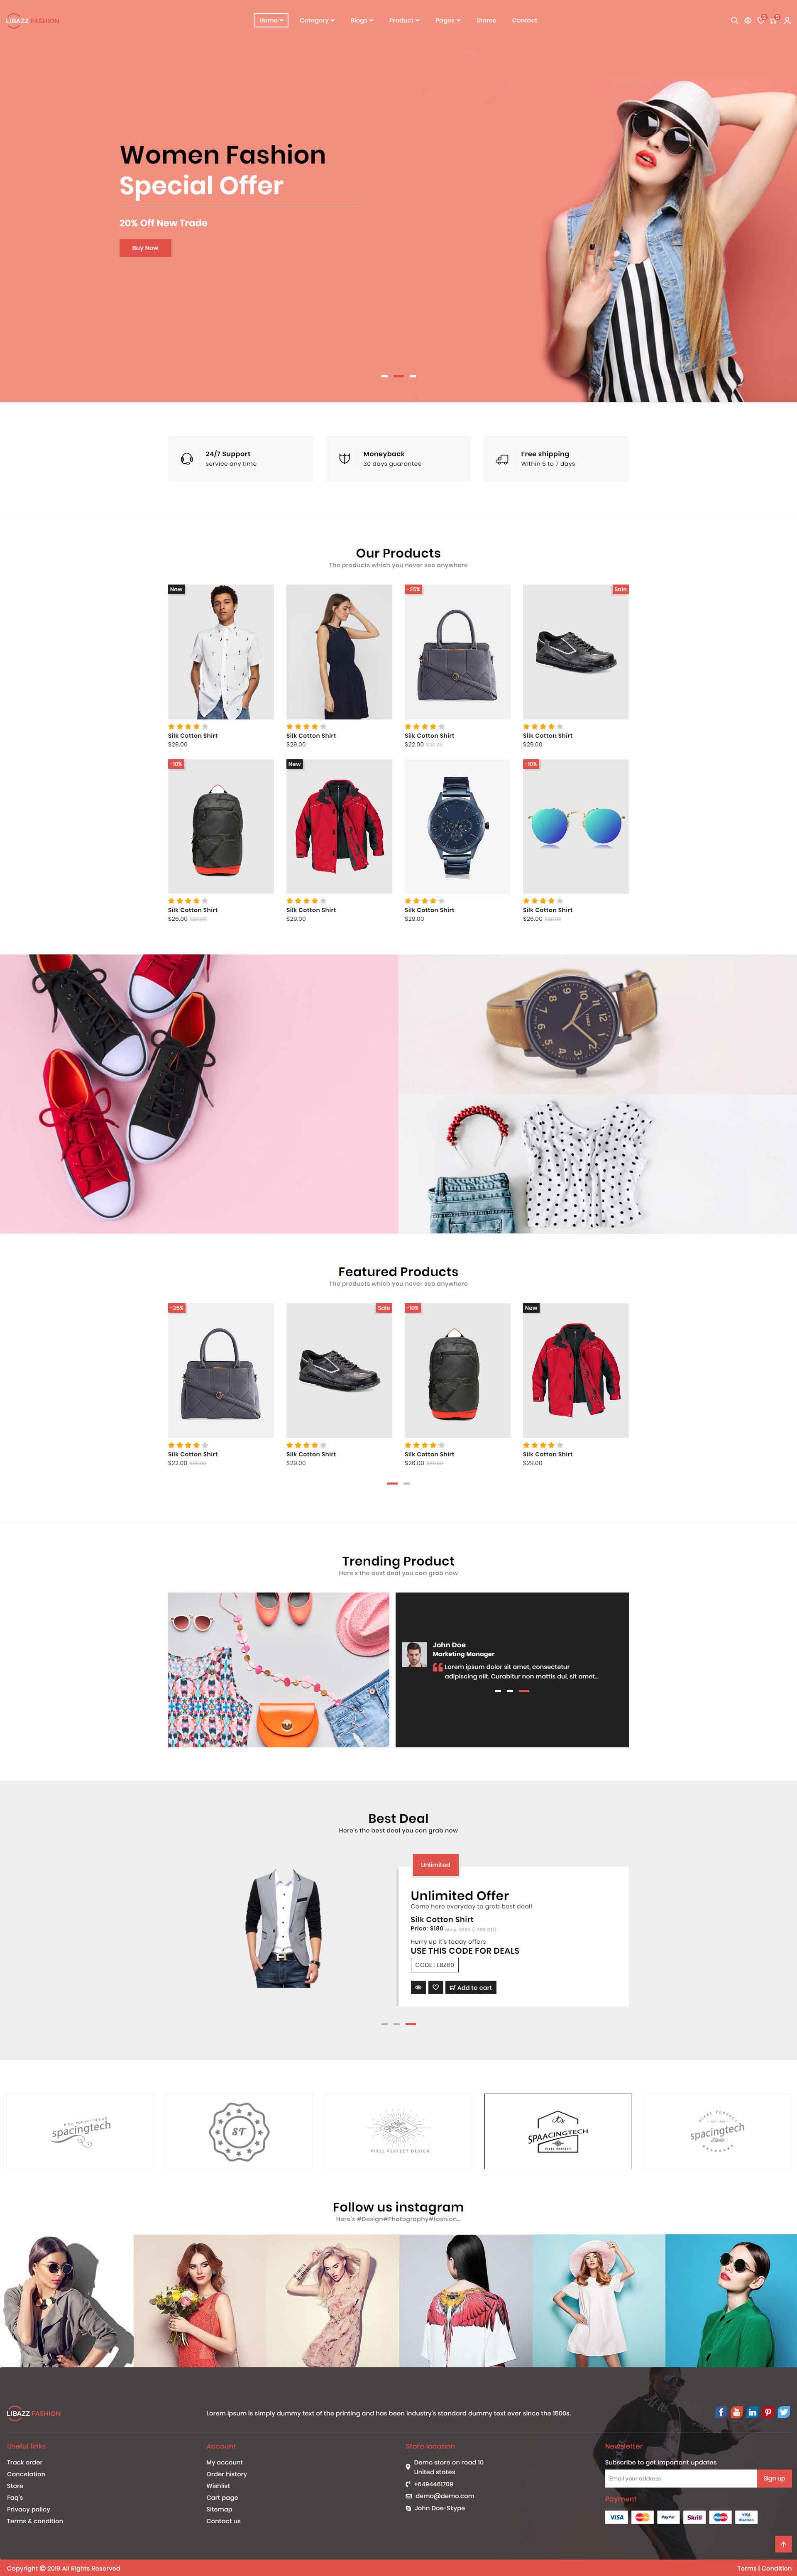 LIBAZZ FASHION
Home Category Blogs Product Pages Stores Contact
Women Fashion
Special Offer
20% Off New Trade
Buy Now
24/7 Support
service any time
Moneyback
30 days guarantee
Free shipping
Within 5 to 7 days
Our Products
The products which you never see anywhere
New
-25%
Sale
Silk Cotton Shirt
$29.00
Silk Cotton Shirt
$29.00
Silk Cotton Shirt
$22.00 $29.00
Silk Cotton Shirt
$29.00
-10%
New
-10%
Silk Cotton Shirt
$26.00 $29.00
Silk Cotton Shirt
$29.00
Silk Cotton Shirt
$29.00
Silk Cotton Shirt
$26.00 $29.00
Featured Products
The products which you never see anywhere
-25%
Sale
-10%
New
Silk Cotton Shirt
$22.00 $29.00
Silk Cotton Shirt
$29.00
Silk Cotton Shirt
$26.00 $29.00
Silk Cotton Shirt
$29.00
Trending Product
Here's the best deal you can grab now
John Doe
Marketing Manager
Lorem ipsum dolor sit amet, consectetur
adipiscing elit. Curabitur non mattis dui, sit amet...
Best Deal
Here's the best deal you can grab now
Unlimited
Unlimited Offer
Come here everyday to grab best deal!
Silk Cotton Shirt
Price: $180
Hurry up it's today offers
USE THIS CODE FOR DEALS
CODE : LBZ60
Add to cart
PIXEL PERFECT DESIGN
spacingtech
ST
PIXEL PERFECT DESIGN
it's
SPAACINGTECH
PIXEL PERFECT
spacingtech
Follow us instagram
Here's #Design#Photography#fashion...
LIBAZZ FASHION
Lorem Ipsum is simply dummy text of the printing and has been industry's standard dummy text ever since the 1500s.
Useful links
Track order
Cancelation
Store
Faq's
Privacy policy
Terms & condition
Account
My account
Order history
Wishlist
Cart page
Sitemap
Contact us
Store location
Demo store on road 10
United states
+6494461709
demo@demo.com
John Doe-Skype
Newsletter
Subscribe to get important updates
Email your address
Sign up
Payment
VISA
PayPal
Skrill
VISA
Electron
Copyright © 2019 All Rights Reserved
Terms | Condition